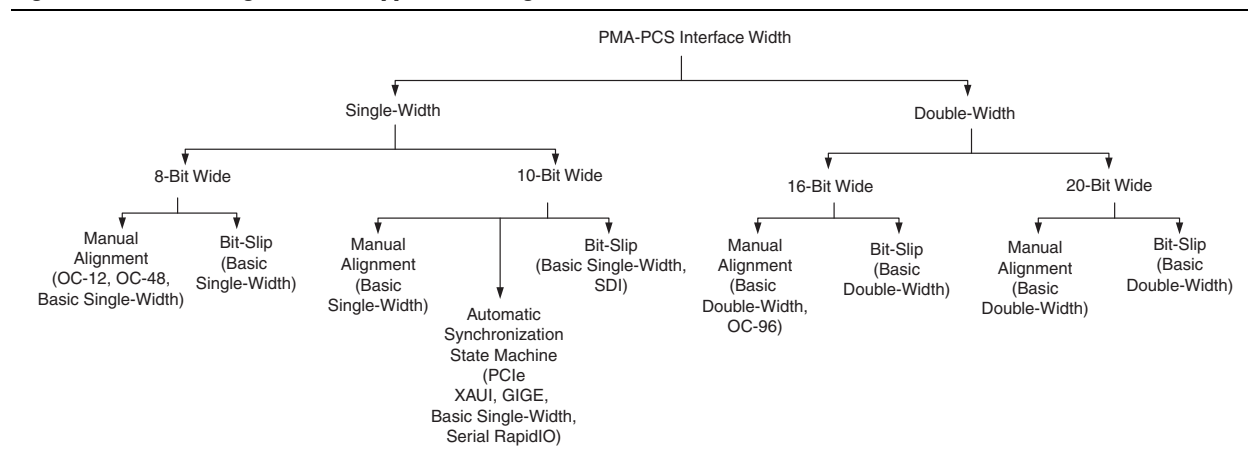 PMA-PCS Interface Width
Single-Width
Double-Width
8-Bit Wide
10-Bit Wide
16-Bit Wide
20-Bit Wide
Manual
Alignment
(OC-12, OC-48,
Basic Single-Width)
Bit-Slip
(Basic
Single-Width)
Manual
Alignment
(Basic
Single-Width)
Automatic
Synchronization
State Machine
(PCIe
XAUI, GIGE,
Basic Single-Width,
Serial RapidIO)
Bit-Slip
(Basic Single-Width,
SDI)
Manual
Alignment
(Basic
Double-Width,
OC-96)
Bit-Slip
(Basic
Double-Width)
Manual
Alignment
(Basic
Double-Width)
Bit-Slip
(Basic
Double-Width)